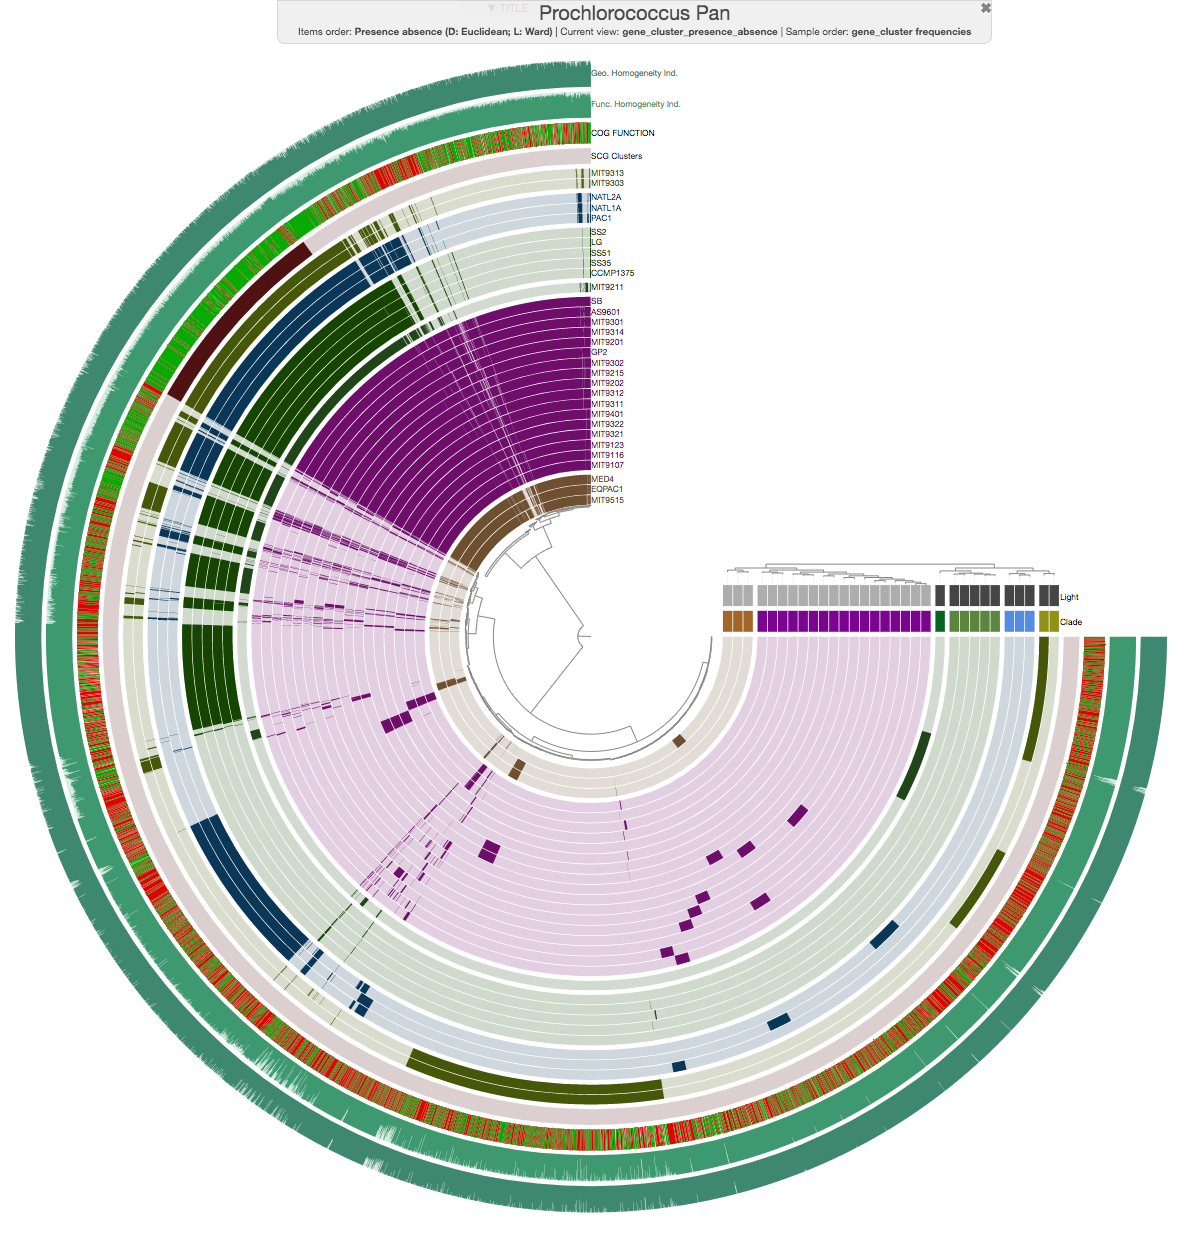 ▼ TITLE
Prochlorococcus Pan
✖
Items order: Presence absence (D: Euclidean; L: Ward) | Current view: gene_cluster_presence_absence | Sample order: gene_cluster frequencies
Geo. Homogeneity Ind.
Func. Homogeneity Ind.
COG FUNCTION
SCG Clusters
MIT9313
MIT9303
NATL2A
NATL1A
PAC1
SS2
LG
SS51
SS35
CCMP1375
MIT9211
SB
AS9601
MIT9301
MIT9314
MIT9201
GP2
MIT9302
MIT9215
MIT9202
MIT9312
MIT9311
MIT9401
MIT9322
MIT9321
MIT9123
MIT9116
MIT9107
MED4
EQPAC1
MIT9515
Light
Clade